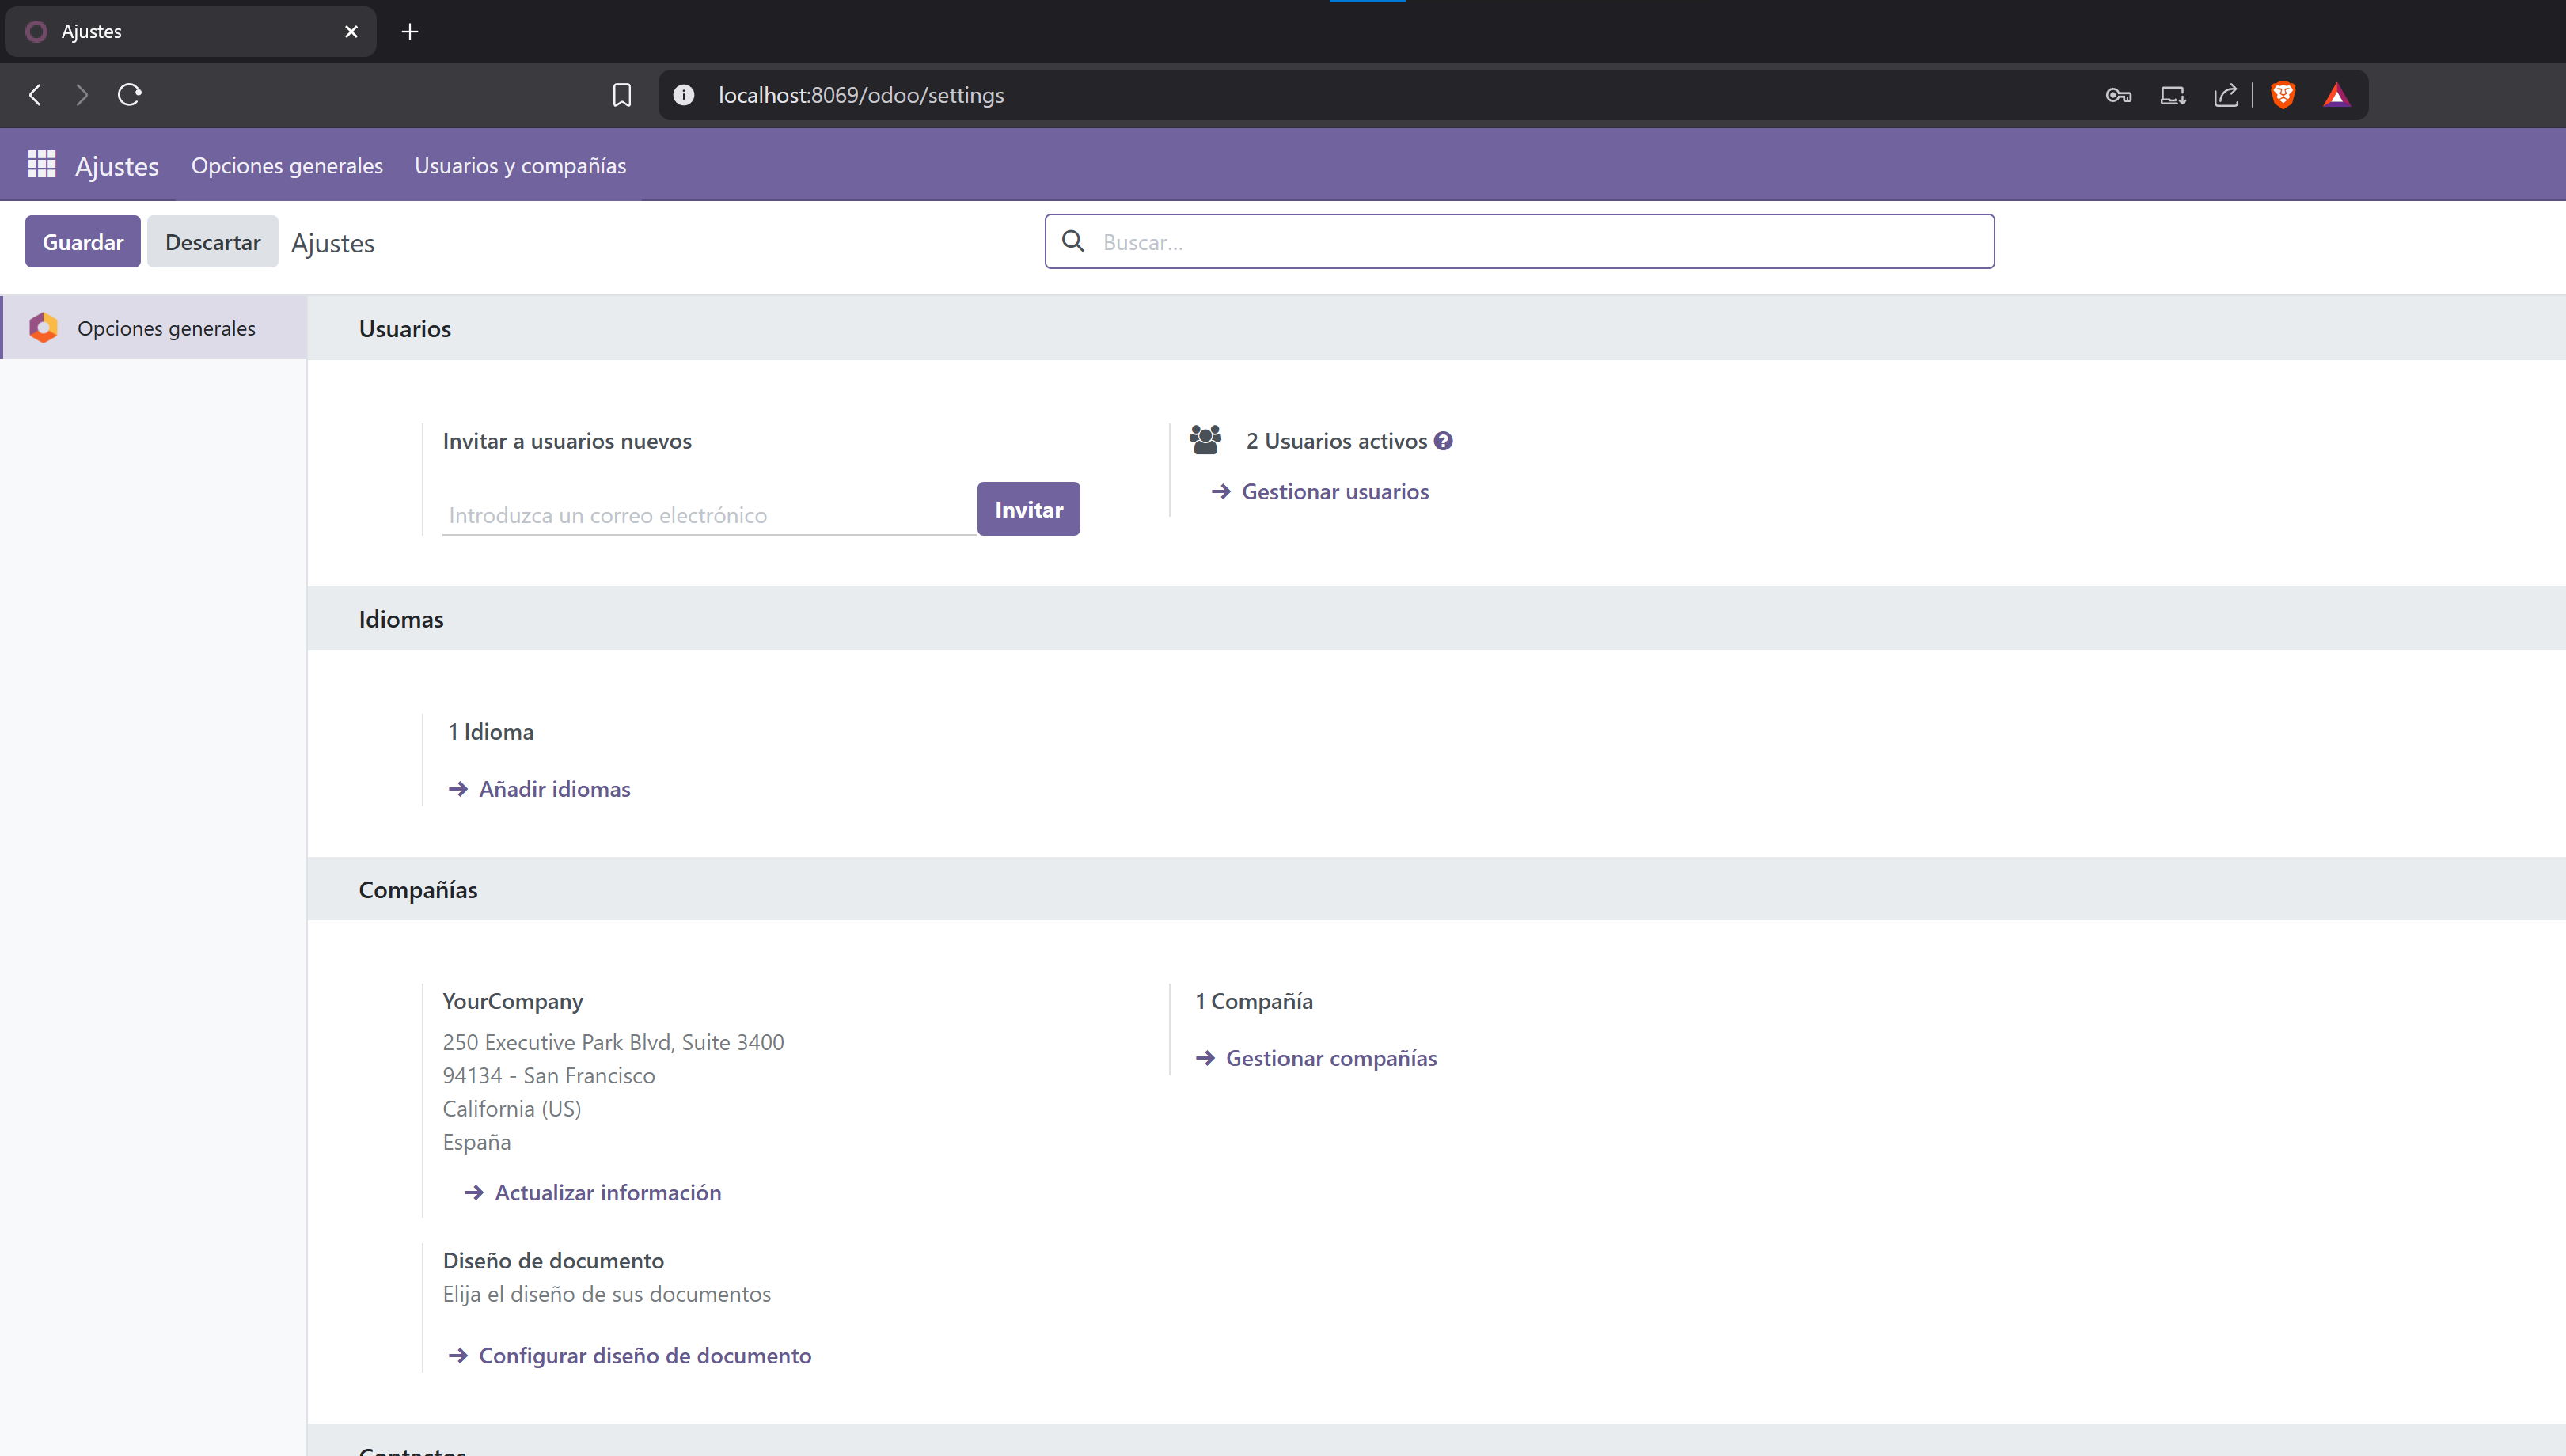 Ajustes
localhost:8069/odoo/settings
Ajustes Opciones generales Usuarios y compañías
Guardar Descartar Ajustes Buscar...
Opciones generales
Usuarios
Invitar a usuarios nuevos
Introduzca un correo electrónico Invitar
2 Usuarios activos ?
→ Gestionar usuarios
Idiomas
1 Idioma
→ Añadir idiomas
Compañías
YourCompany
250 Executive Park Blvd, Suite 3400
94134 - San Francisco
California (US)
España
→ Actualizar información
1 Compañía
→ Gestionar compañías
Diseño de documento
Elija el diseño de sus documentos
→ Configurar diseño de documento
Contactos